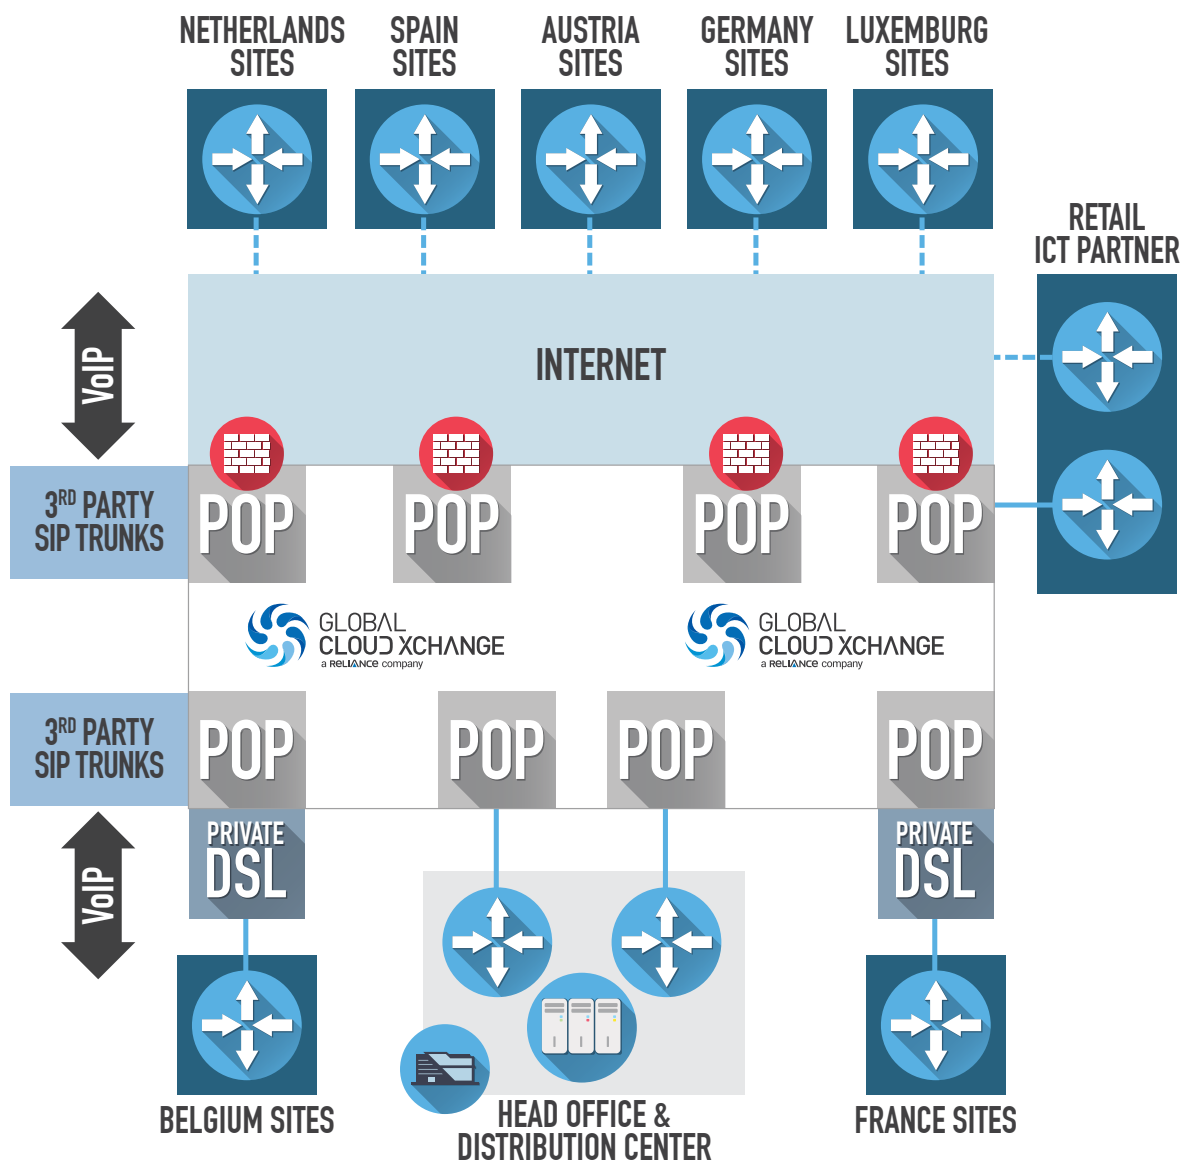 NETHERLANDS
SITES
SPAIN
SITES
AUSTRIA
SITES
GERMANY
SITES
LUXEMBURG
SITES
RETAIL
ICT PARTNER
VoIP
INTERNET
3RD PARTY
SIP TRUNKS
POP
POP
POP
POP
GLOBAL
CLOUD XCHANGE
a RELIANCE company
GLOBAL
CLOUD XCHANGE
a RELIANCE company
3RD PARTY
SIP TRUNKS
POP
POP
POP
POP
VoIP
PRIVATE
DSL
PRIVATE
DSL
BELGIUM SITES
HEAD OFFICE &
DISTRIBUTION CENTER
FRANCE SITES